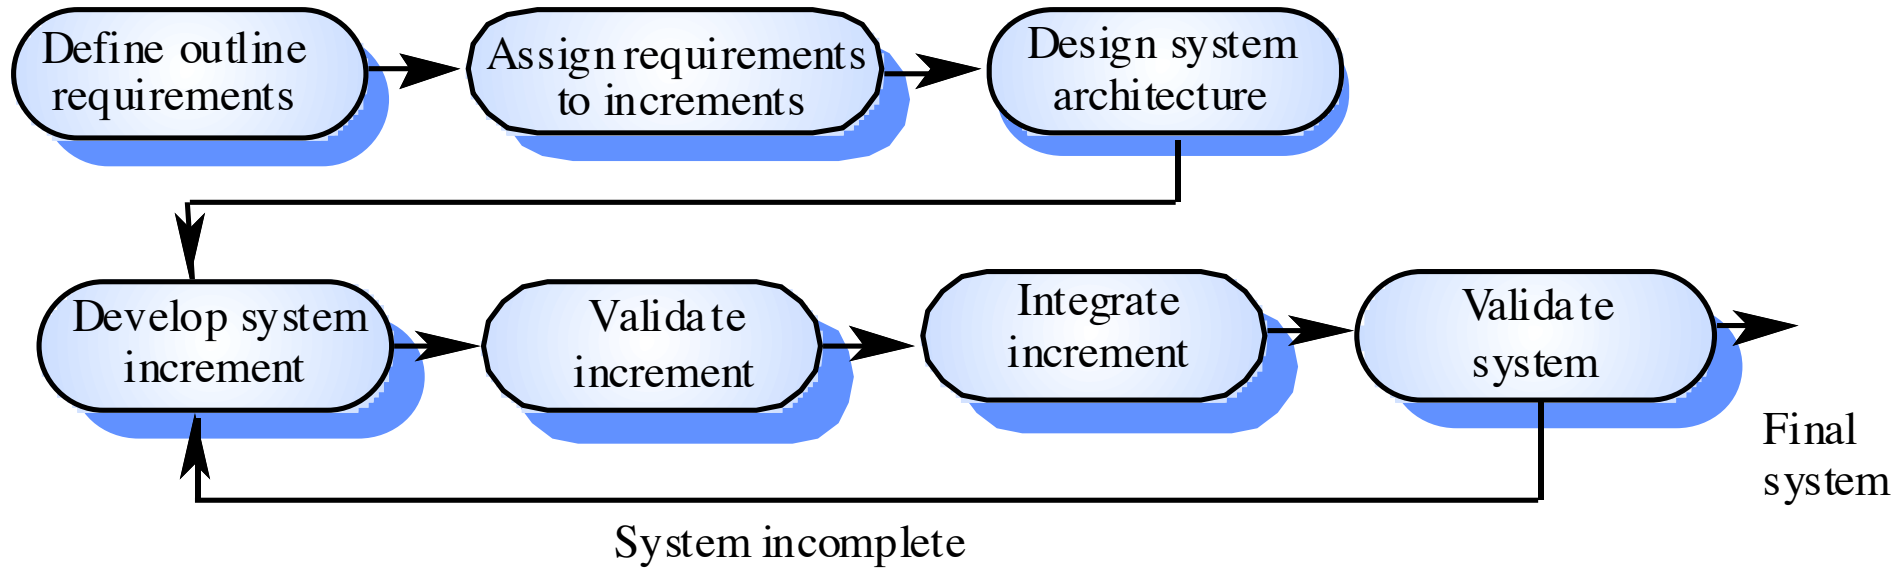 Define outline
requirements
Assign requirements
to increments
Design system
architecture
Develop system
increment
Validate
increment
Integrate
increment
Validate
system
Final
system
System incomplete